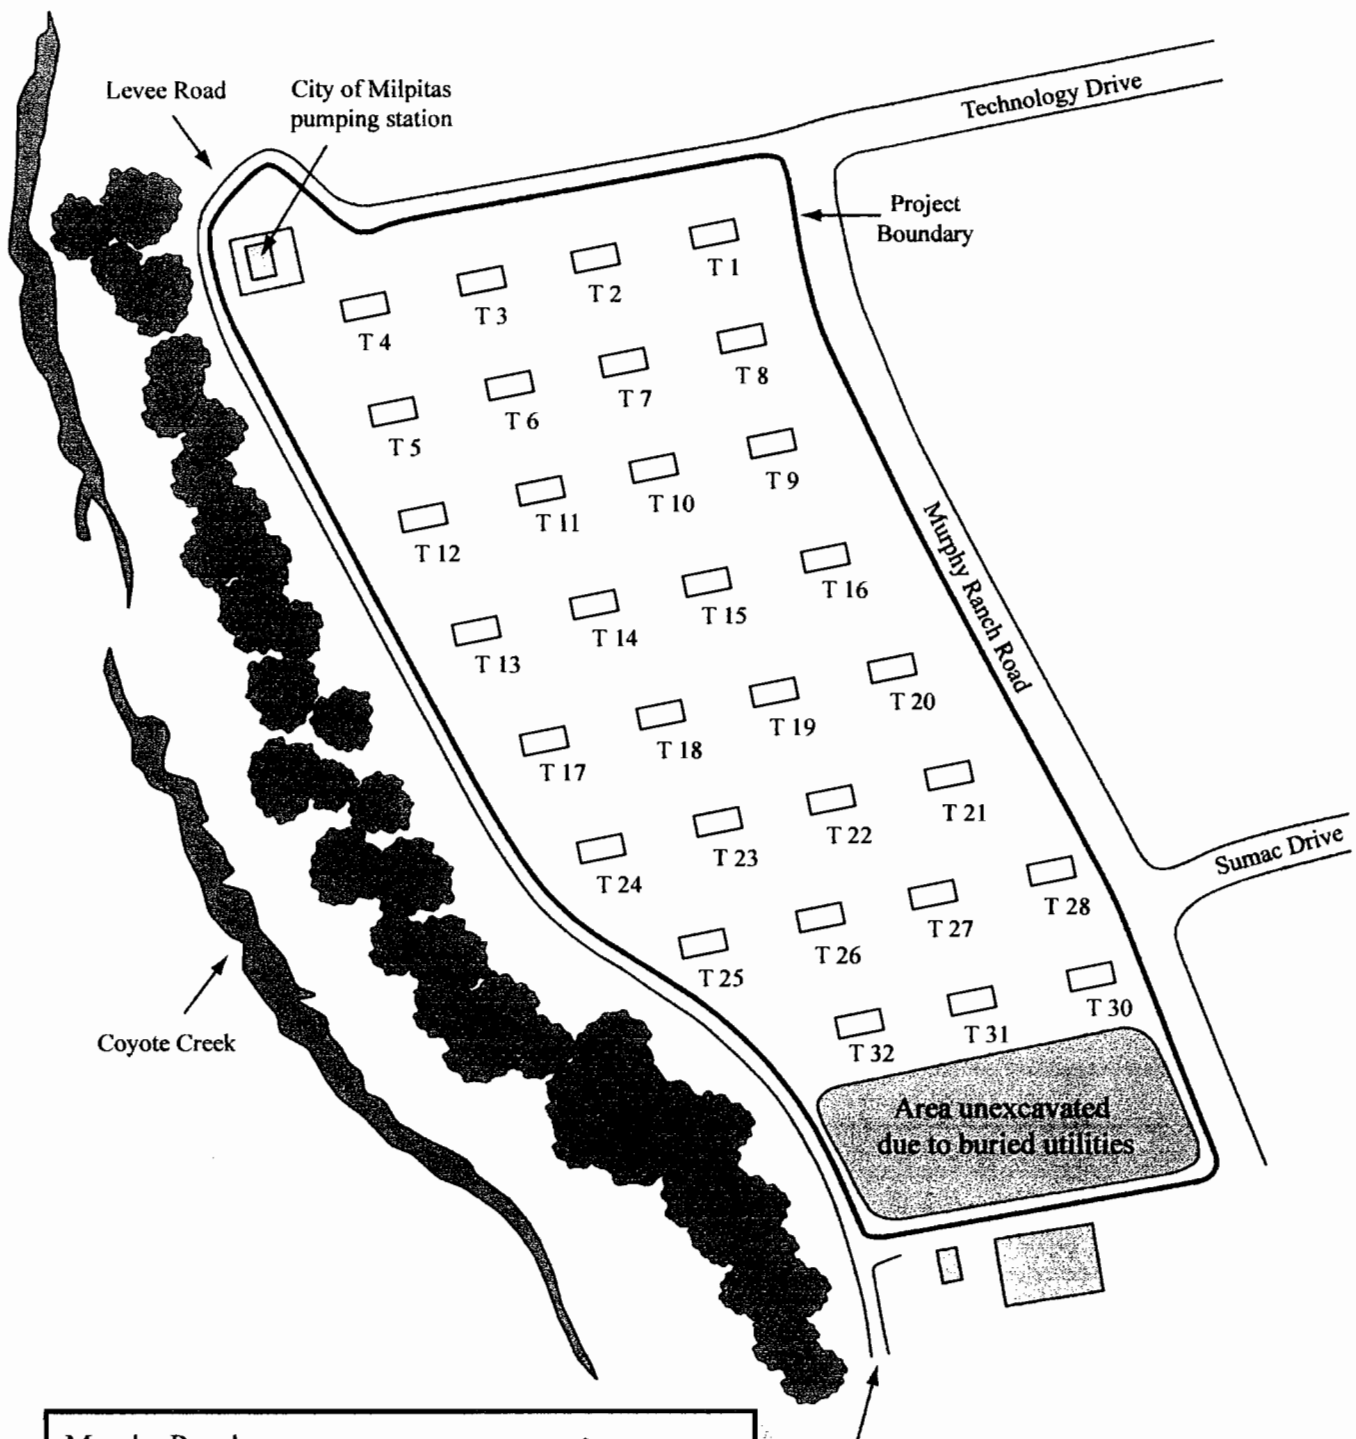 Technology Drive
Levee Road
City of Milpitas
pumping station
Project
Boundary
T 1
T 2
T 3
T 4
T 8
T 7
T 6
T 5
T 9
T 10
T 11
T 12
Murphy Ranch Road
T 16
T 15
T 14
T 13
T 20
T 19
T 18
T 17
T 21
T 22
T 23
T 24
Sumac Drive
T 28
T 27
T 26
T 25
T 30
T 31
T 32
Coyote Creek
Area unexcavated
due to buried utilities